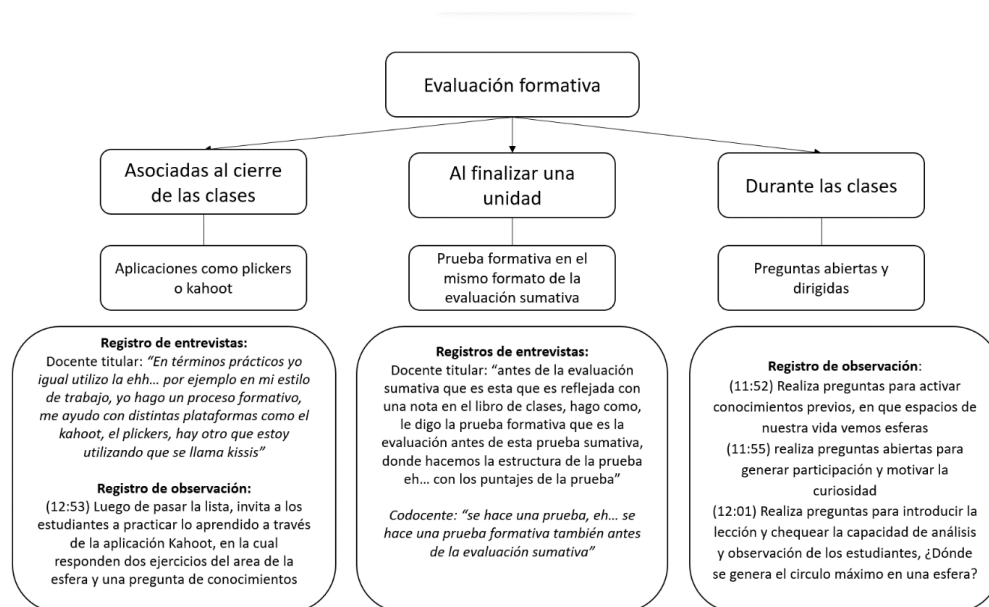 Evaluación formativa
Asociadas al cierre
de las clases
Al finalizar una
unidad
Durante las clases
Aplicaciones como plickers
o kahoot
Prueba formativa en el
mismo formato de la
evaluación sumativa
Preguntas abiertas y
dirigidas
Registro de entrevistas:
Docente titular: “En términos prácticos yo
igual utilizo la ehh... por ejemplo en mi estilo
de trabajo, yo hago un proceso formativo,
me ayudo con distintas plataformas como el
kahoot, el plickers, hay otro que estoy
utilizando que se llama kissis”
Registro de observación:
(12:53) Luego de pasar la lista, invita a los
estudiantes a practicar lo aprendido a través
de la aplicación Kahoot, en la cual
responden dos ejercicios del area de la
esfera y una pregunta de conocimientos
Registros de entrevistas:
Docente titular: “antes de la evaluación
sumativa que es esta que es reflejada con
una nota en el libro de clases, hago como,
le digo la prueba formativa que es la
evaluación antes de esta prueba sumativa,
donde hacemos la estructura de la prueba
eh... con los puntajes de la prueba”
Codocente: “se hace una prueba, eh... se
hace una prueba formativa también antes
de la evaluación sumativa”
Registro de observación:
(11:52) Realiza preguntas para activar
conocimientos previos, en que espacios de
nuestra vida vemos esferas
(11:55) realiza preguntas abiertas para
generar participación y motivar la
curiosidad
(12:01) Realiza preguntas para introducir la
lección y chequear la capacidad de análisis
y observación de los estudiantes, ¿Dónde
se genera el circulo máximo en una esfera?